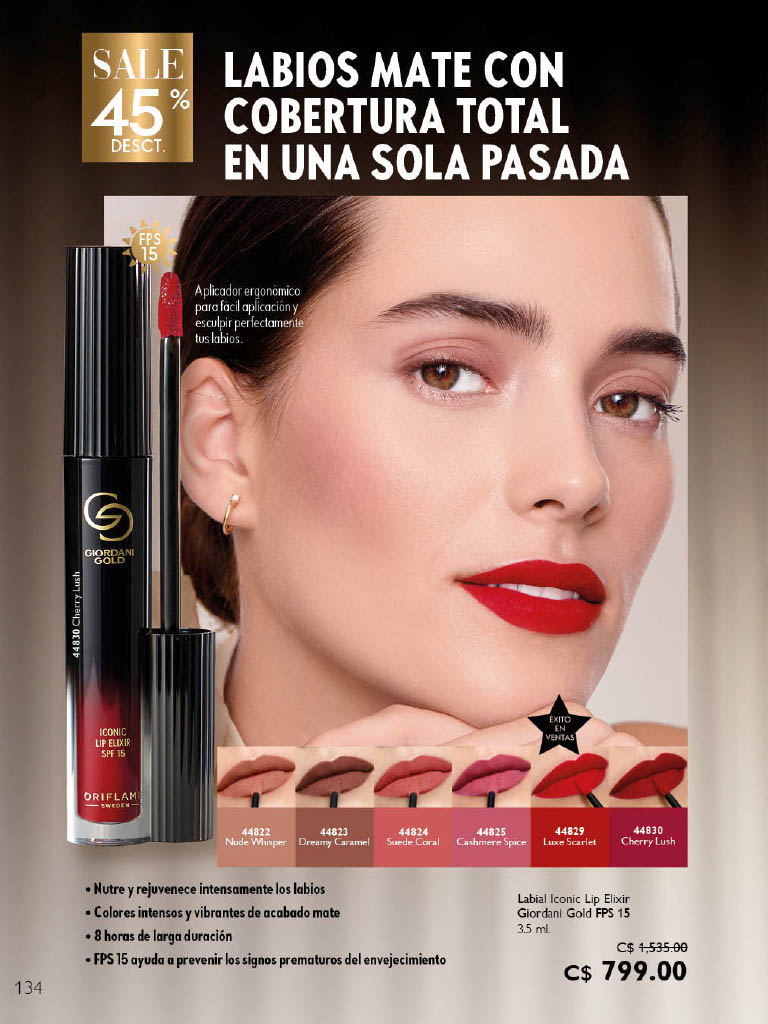 SALE
45%
DESCT.
LABIOS MATE CON
COBERTURA TOTAL
EN UNA SOLA PASADA
FPS
15
Aplicador ergonómico
para fácil aplicación y
esculpir perfectamente
tus labios.
GIORDANI
GOLD
44830 Cherry Lush
ICONIC
LIP ELIXIR
SPF 15
ORIFLAME
SWEDEN
ÉXITO
EN
VENTAS
44822
Nude Whisper
44823
Dreamy Caramel
44824
Suede Coral
44825
Cashmere Spice
44829
Luxe Scarlet
44830
Cherry Lush
• Nutre y rejuvenece intensamente los labios
• Colores intensos y vibrantes de acabado mate
• 8 horas de larga duración
• FPS 15 ayuda a prevenir los signos prematuros del envejecimiento
Labial Iconic Lip Elixir
Giordani Gold FPS 15
3.5 ml.
C$ 1,535.00
C$ 799.00
134